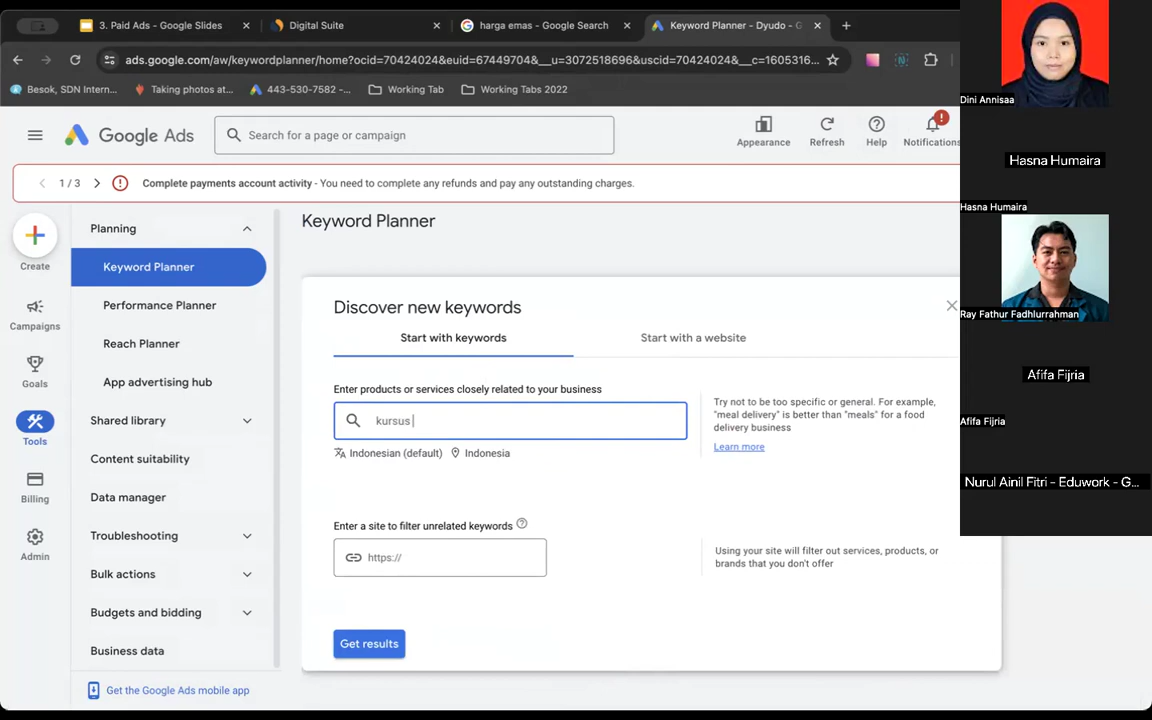 3. Paid Ads - Google Slides
Digital Suite
harga emas - Google Search
Keyword Planner - Dyudo - G
ads.google.com/aw/keywordplanner/home?ocid=70424024&euid=67449704&__u=3072518696&uscid=70424024&__c=1605316...
Besok, SDN Intern...
Taking photos at...
443-530-7582 -...
Working Tab
Working Tabs 2022
Google Ads
Search for a page or campaign
Appearance
Refresh
Help
Notifications
1 / 3
Complete payments account activity - You need to complete any refunds and pay any outstanding charges.
Create
Campaigns
Goals
Tools
Billing
Admin
Planning
Keyword Planner
Performance Planner
Reach Planner
App advertising hub
Shared library
Content suitability
Data manager
Troubleshooting
Bulk actions
Budgets and bidding
Business data
Get the Google Ads mobile app
Keyword Planner
Discover new keywords
Start with keywords
Start with a website
Enter products or services closely related to your business
kursus
Indonesian (default)
Indonesia
Try not to be too specific or general. For example,
"meal delivery" is better than "meals" for a food
delivery business
Learn more
Enter a site to filter unrelated keywords
https://
Using your site will filter out services, products, or
brands that you don't offer
Get results
Dini Annisaa
Hasna Humaira
Hasna Humaira
Ray Fathur Fadhlurrahman
Afifa Fijria
Afifa Fijria
Nurul Ainil Fitri - Eduwork - G...